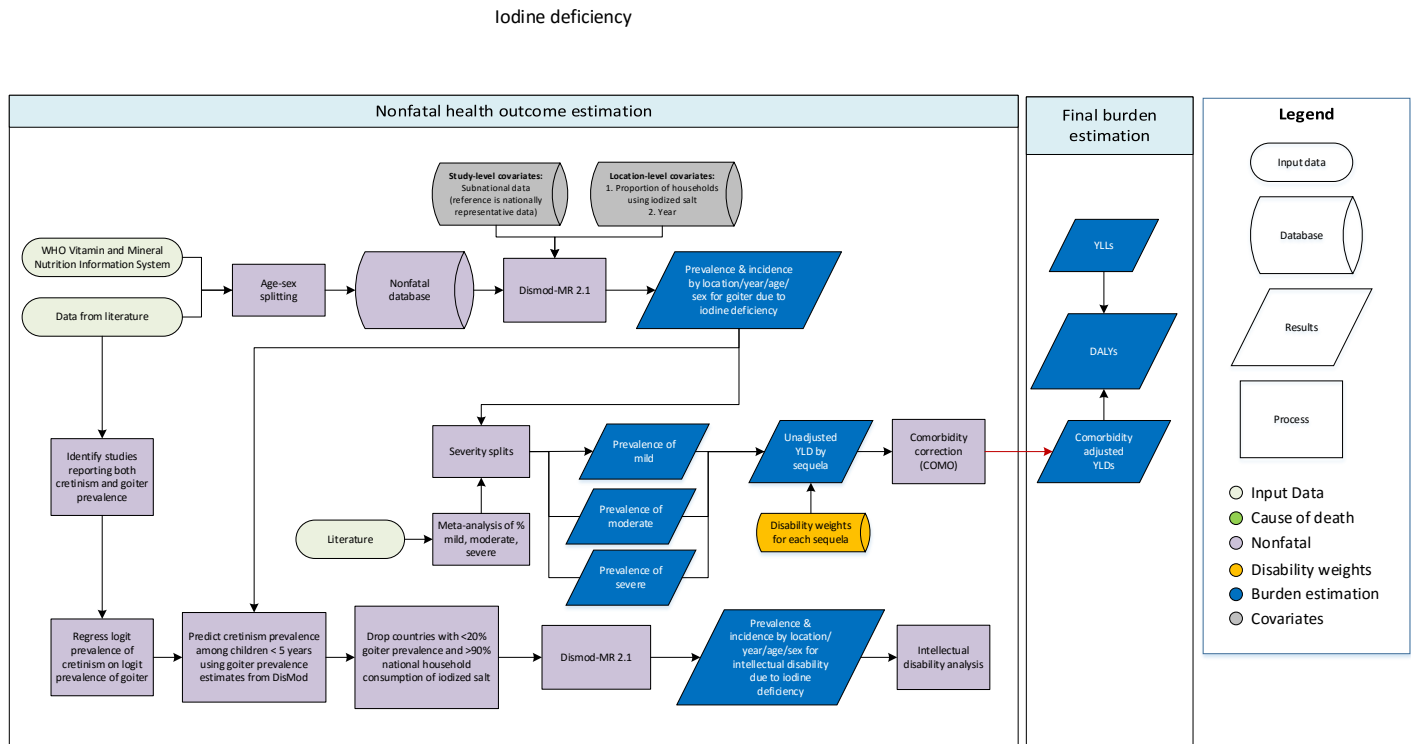 Iodine deficiency
Nonfatal health outcome estimation
Final burden
estimation
Legend
Study-level covariates:
Subnational data
(reference is nationally
representative data)
Location-level covariates:
1. Proportion of households
using iodized salt
2. Year
WHO Vitamin and Mineral
Nutrition Information System
Data from literature
Age-sex
splitting
Nonfatal
database
Dismod-MR 2.1
Prevalence & incidence
by location/year/age/
sex for goiter due to
iodine deficiency
Identify studies
reporting both
cretinism and goiter
prevalence
Severity splits
Literature
Meta-analysis of %
mild, moderate,
severe
Prevalence of
mild
Prevalence of
moderate
Prevalence of
severe
Unadjusted
YLD by
sequela
Disability weights
for each sequela
Comorbidity
correction
(COMO)
Regress logit
prevalence of
cretinism on logit
prevalence of goiter
Predict cretinism prevalence
among children < 5 years
using goiter prevalence
estimates from DisMod
Drop countries with <20%
goiter prevalence and >90%
national household
consumption of iodized salt
Dismod-MR 2.1
Prevalence &
incidence by location/
year/age/sex for
intellectual disability
due to iodine
deficiency
Intellectual
disability analysis
YLLs
DALYs
Comorbidity
adjusted
YLDs
Input data
Database
Results
Process
Input Data
Cause of death
Nonfatal
Disability weights
Burden estimation
Covariates